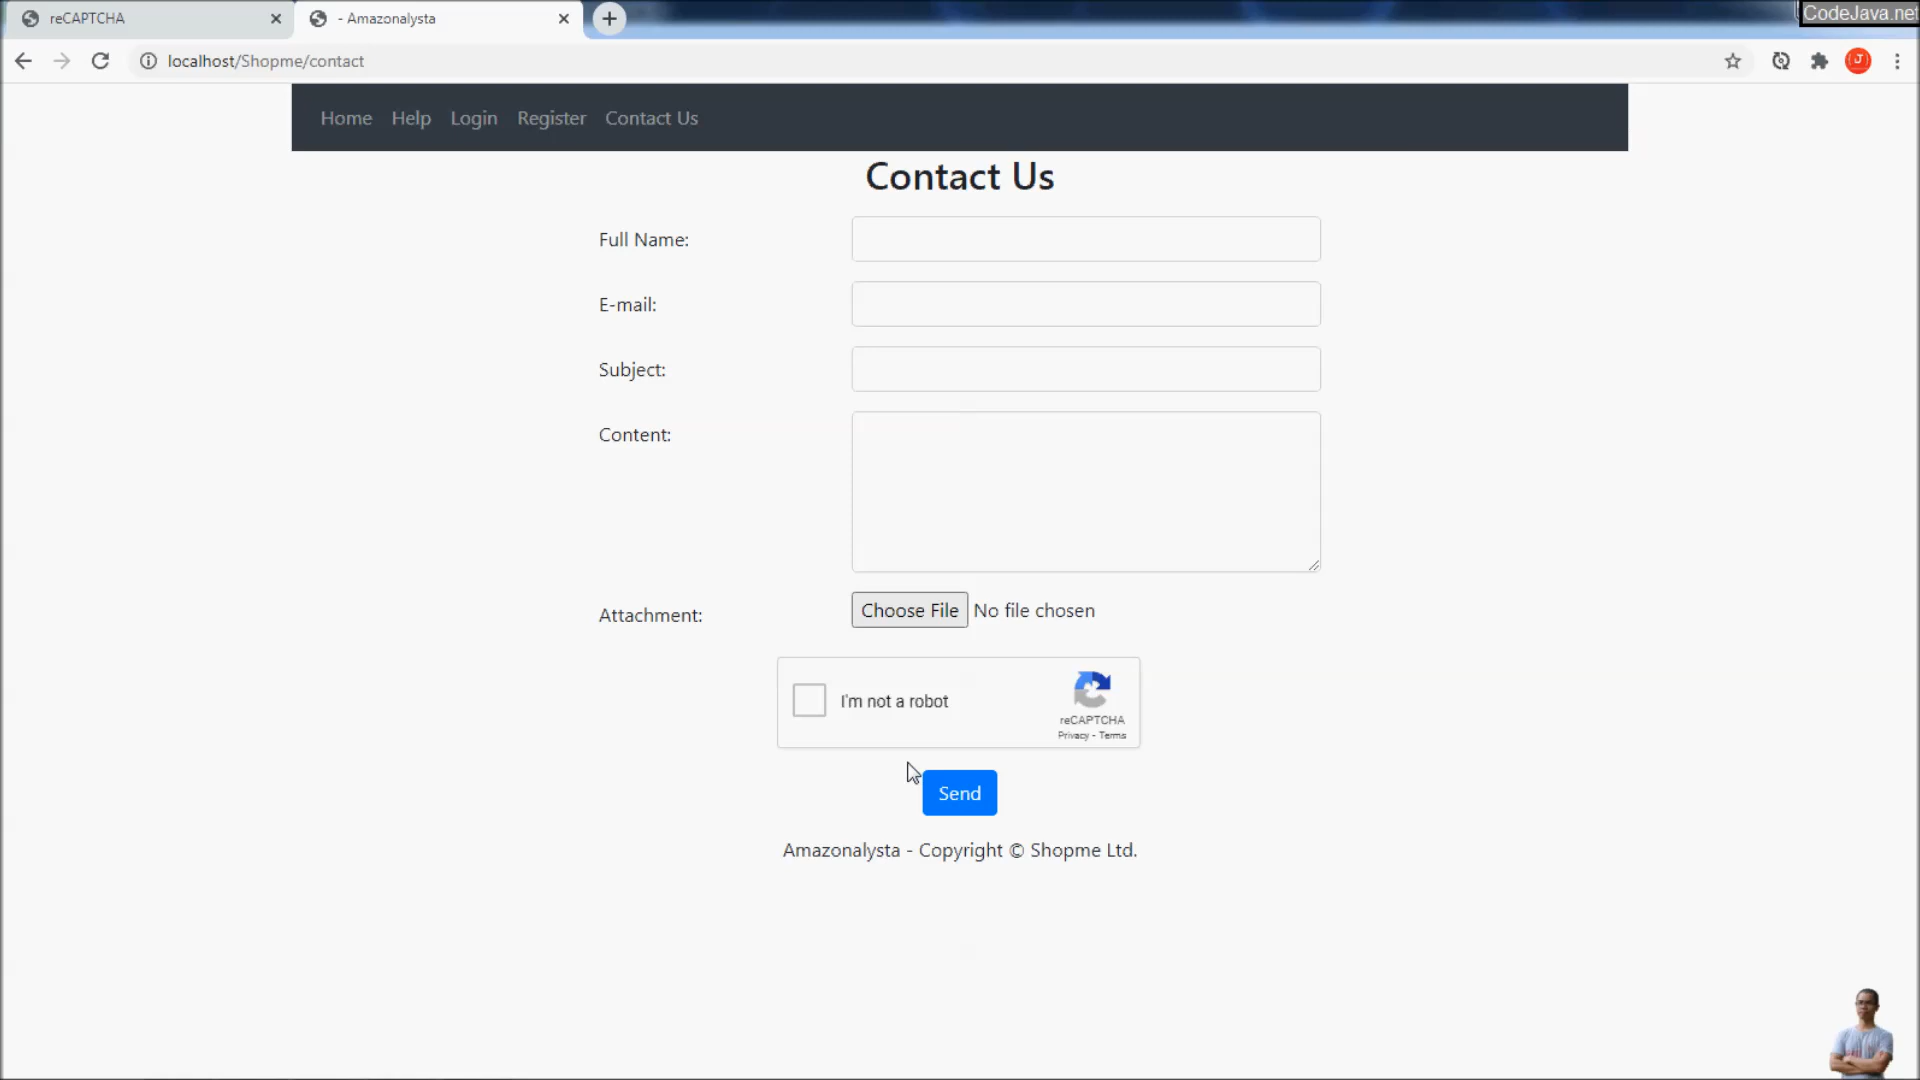 reCAPTCHA
- Amazonalysta
CodeJava.net
localhost/Shopme/contact
J
Home Help Login Register Contact Us
Contact Us
Full Name:
E-mail:
Subject:
Content:
Attachment:
Choose File No file chosen
I'm not a robot
reCAPTCHA
Privacy - Terms
Send
Amazonalysta - Copyright © Shopme Ltd.